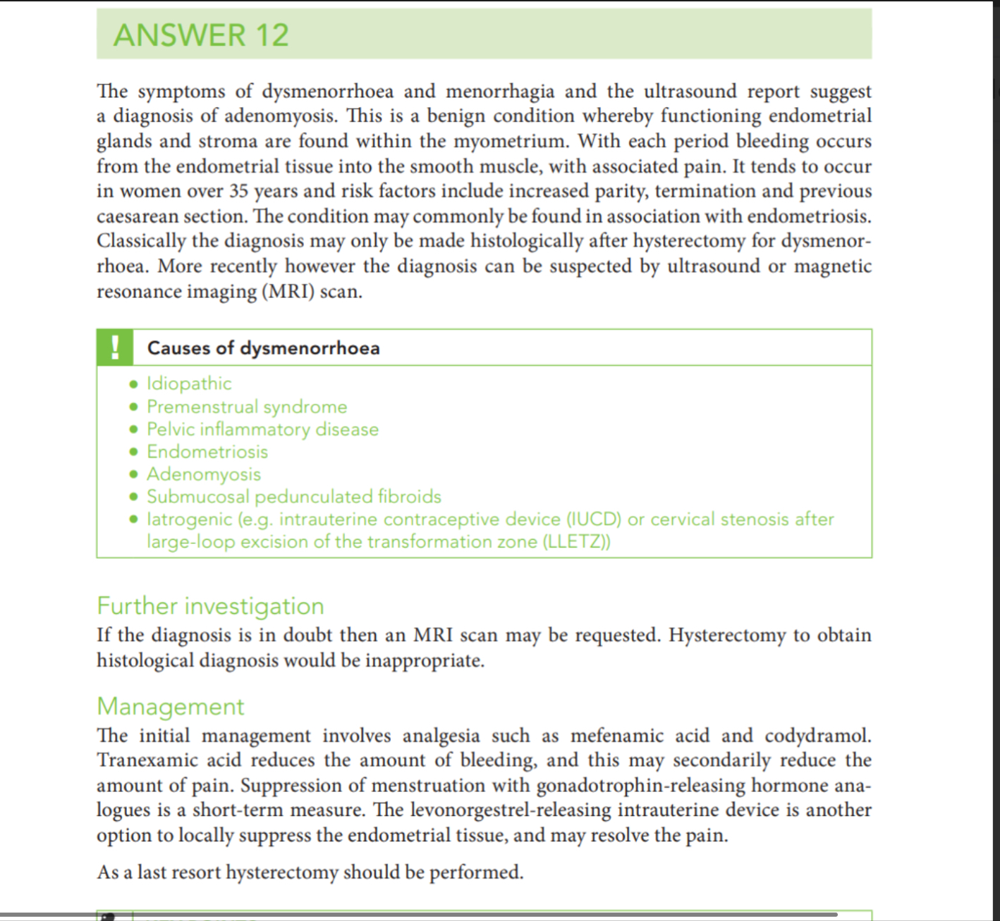 ANSWER 12
The symptoms of dysmenorrhoea and menorrhagia and the ultrasound report suggest
a diagnosis of adenomyosis. This is a benign condition whereby functioning endometrial
glands and stroma are found within the myometrium. With each period bleeding occurs
from the endometrial tissue into the smooth muscle, with associated pain. It tends to occur
in women over 35 years and risk factors include increased parity, termination and previous
caesarean section. The condition may commonly be found in association with endometriosis.
Classically the diagnosis may only be made histologically after hysterectomy for dysmenor-
rhoea. More recently however the diagnosis can be suspected by ultrasound or magnetic
resonance imaging (MRI) scan.
! Causes of dysmenorrhoea
• Idiopathic
• Premenstrual syndrome
• Pelvic inflammatory disease
• Endometriosis
• Adenomyosis
• Submucosal pedunculated fibroids
• Iatrogenic (e.g. intrauterine contraceptive device (IUCD) or cervical stenosis after
large-loop excision of the transformation zone (LLETZ))
Further investigation
If the diagnosis is in doubt then an MRI scan may be requested. Hysterectomy to obtain
histological diagnosis would be inappropriate.
Management
The initial management involves analgesia such as mefenamic acid and codydramol.
Tranexamic acid reduces the amount of bleeding, and this may secondarily reduce the
amount of pain. Suppression of menstruation with gonadotrophin-releasing hormone ana-
logues is a short-term measure. The levonorgestrel-releasing intrauterine device is another
option to locally suppress the endometrial tissue, and may resolve the pain.
As a last resort hysterectomy should be performed.